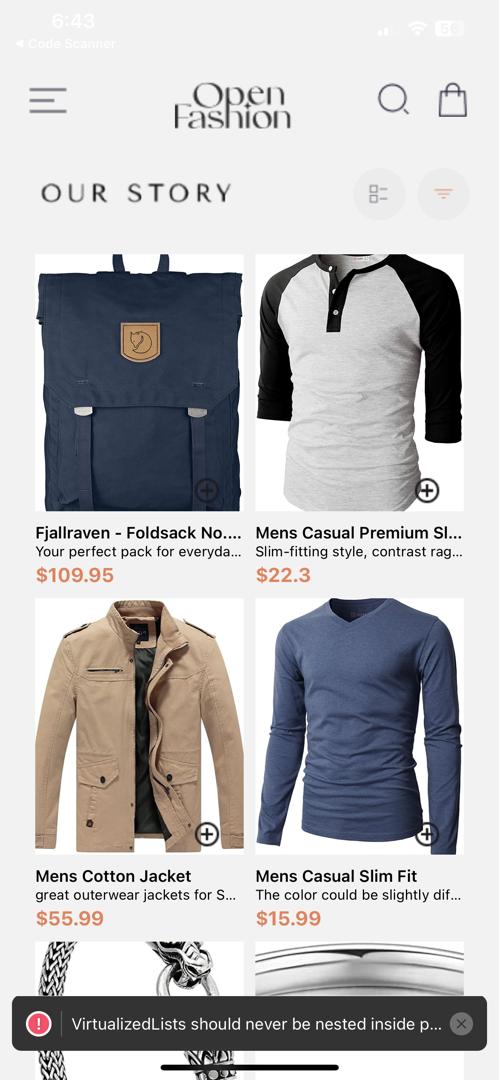 6:43
◀ Code Scanner
Open
Fashion
OUR STORY
Fjallraven - Foldsack No....
Mens Casual Premium Sl...
Your perfect pack for everyda...
Slim-fitting style, contrast rag...
$109.95
$22.3
Mens Cotton Jacket
Mens Casual Slim Fit
great outerwear jackets for S...
The color could be slightly dif...
$55.99
$15.99
VirtualizedLists should never be nested inside p...